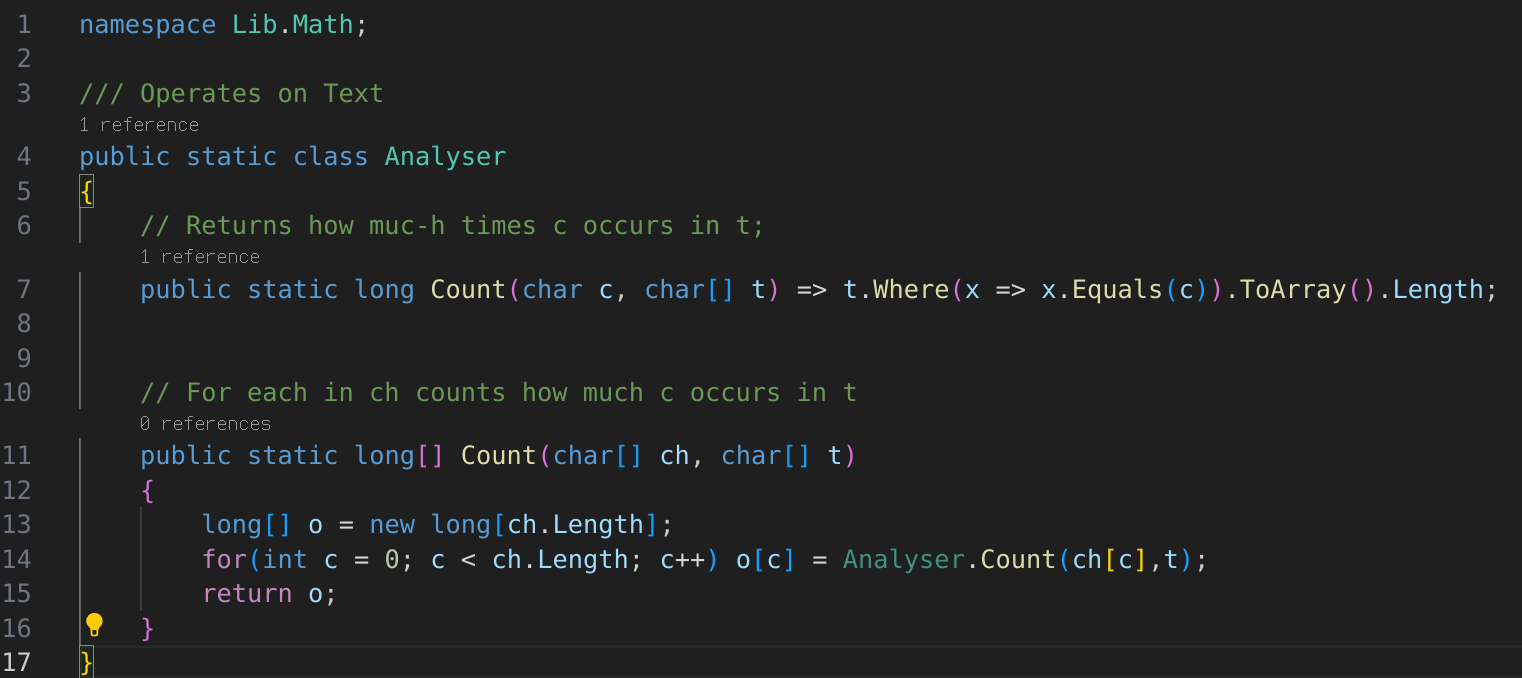 1 namespace Lib.Math;
2
3 /// Operates on Text
1 reference
4 public static class Analyser
5 {
6 // Returns how muc-h times c occurs in t;
1 reference
7 public static long Count(char c, char[] t) => t.Where(x => x.Equals(c)).ToArray().Length;
8
9
10 // For each in ch counts how much c occurs in t
0 references
11 public static long[] Count(char[] ch, char[] t)
12 {
13 long[] o = new long[ch.Length];
14 for(int c = 0; c < ch.Length; c++) o[c] = Analyser.Count(ch[c],t);
15 return o;
16 }
17 }